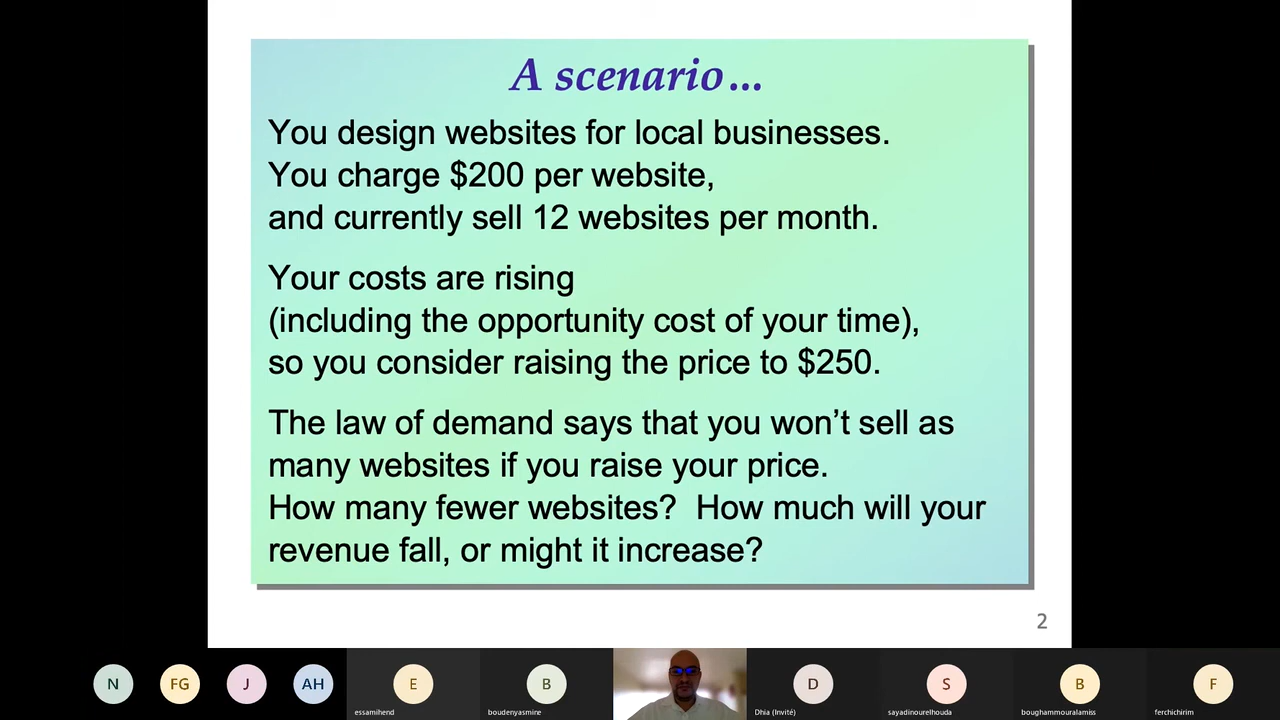 A scenario…
You design websites for local businesses.
You charge $200 per website,
and currently sell 12 websites per month.
Your costs are rising
(including the opportunity cost of your time),
so you consider raising the price to $250.
The law of demand says that you won’t sell as
many websites if you raise your price.
How many fewer websites?  How much will your
revenue fall, or might it increase?
2
N FG J AH E B D S B F
essamihend boudenyasmine Dhia (Invité) sayadinourelhouda boughammouralamiss ferchichirim